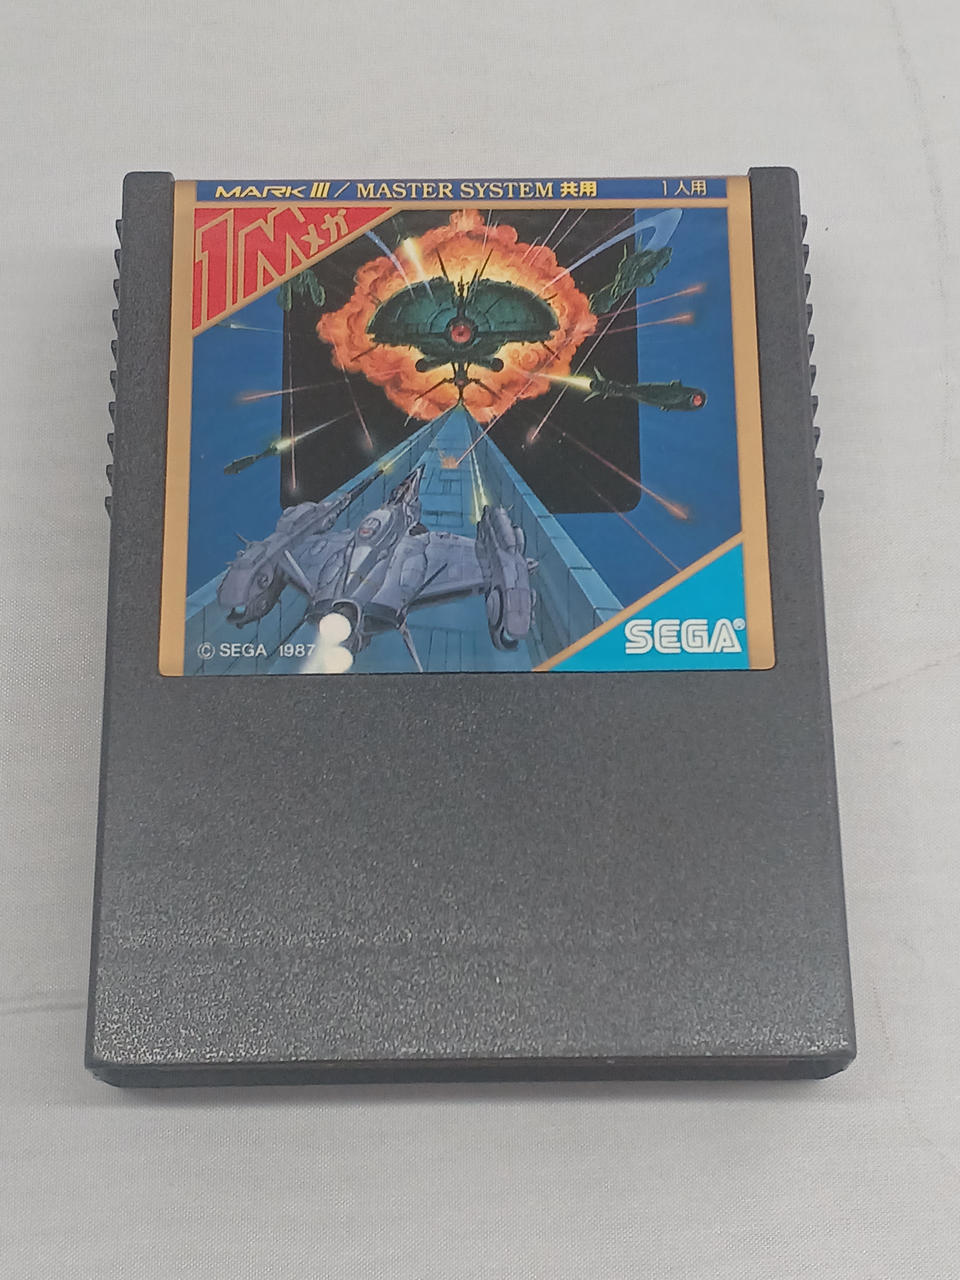 MARK III / MASTER SYSTEM 共用 1人用
1Mメガ
© SEGA 1987
SEGA®